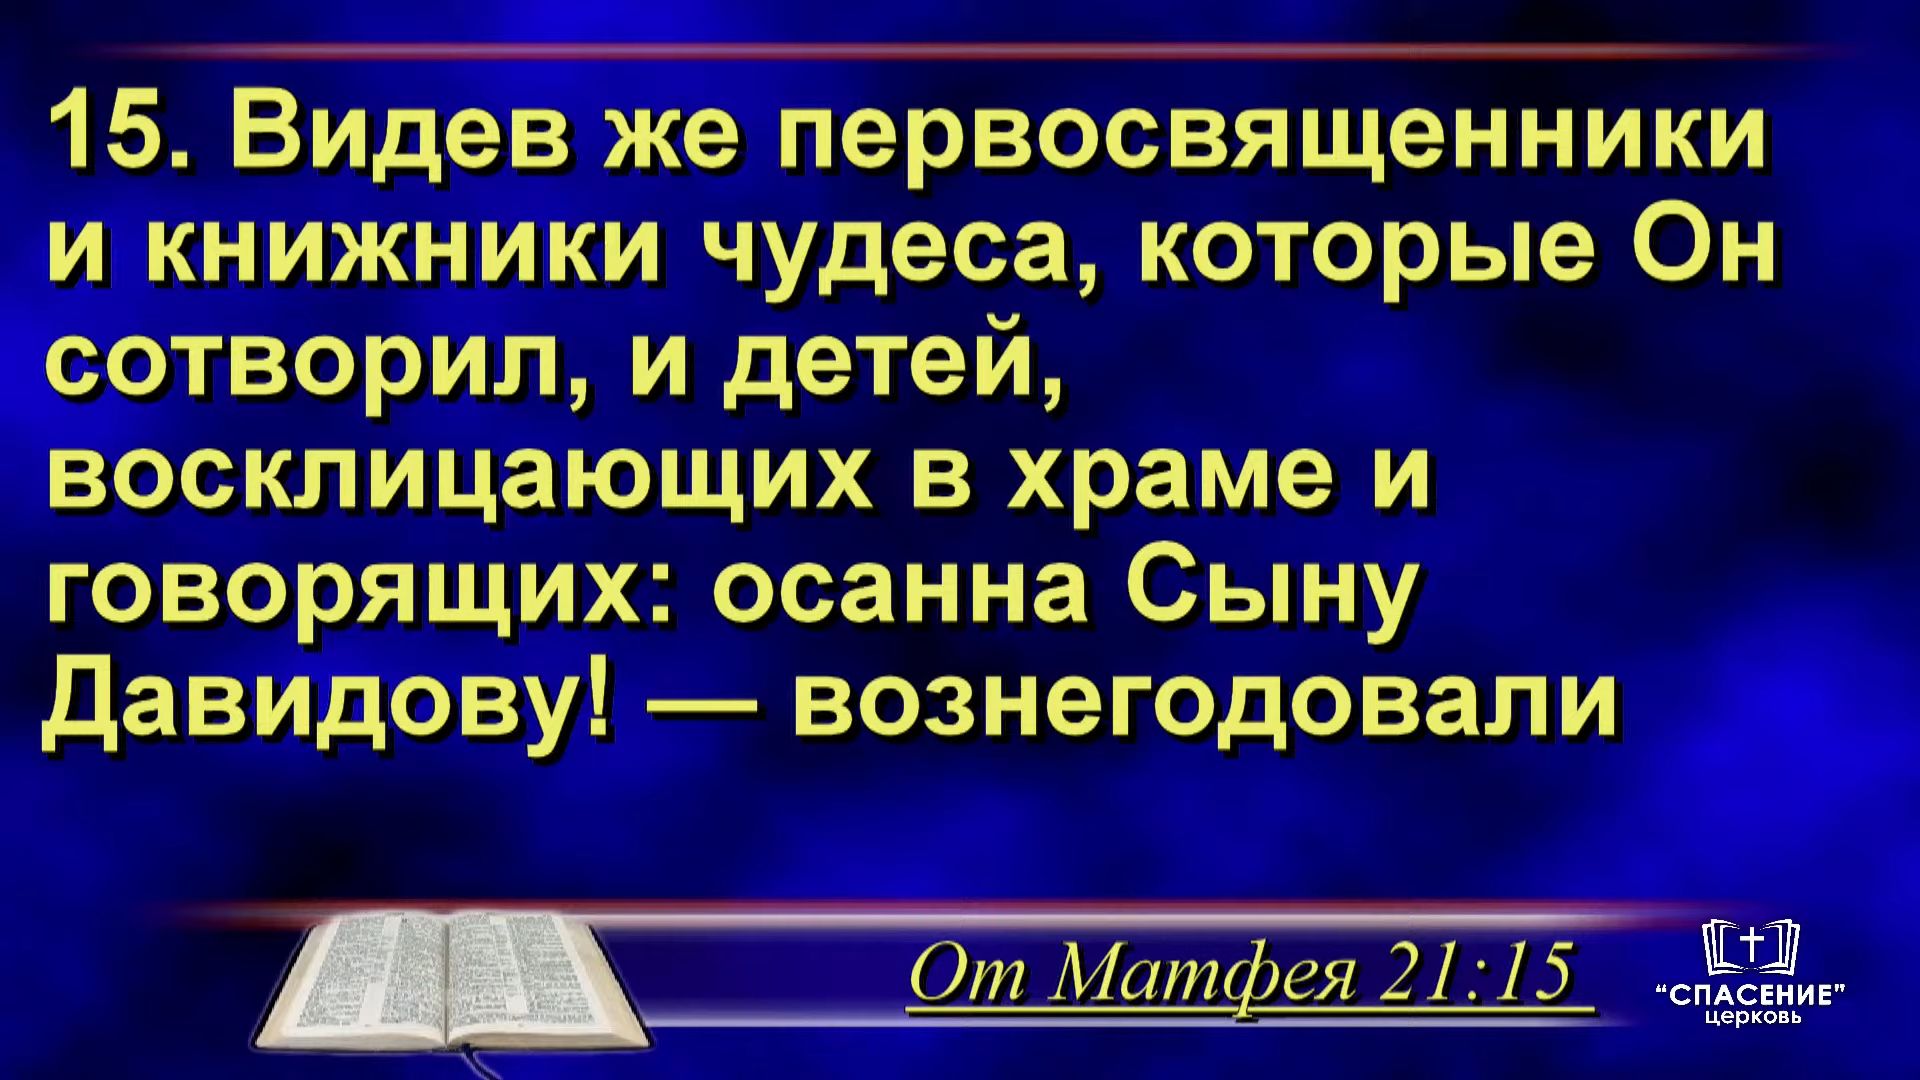 15. Видев же первосвященники
и книжники чудеса, которые Он
сотворил, и детей,
восклицающих в храме и
говорящих: осанна Сыну
Давидову! — вознегодовали
От Матфея 21:15
“СПАСЕНИЕ”
церковь